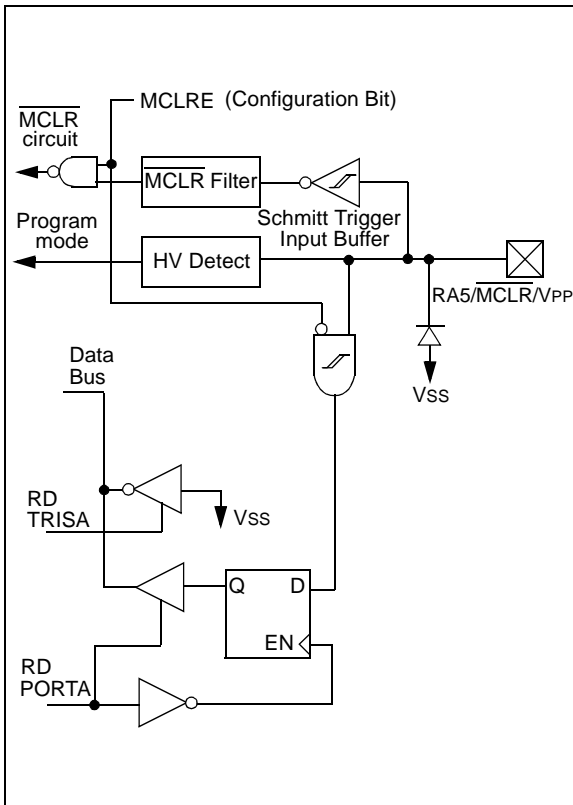 MCLRE (Configuration Bit)
MCLR
circuit
MCLR Filter
Schmitt Trigger
Input Buffer
Program
mode
HV Detect
RA5/MCLR/VPP
VSS
Data
Bus
RD
TRISA
VSS
Q
D
EN
RD
PORTA